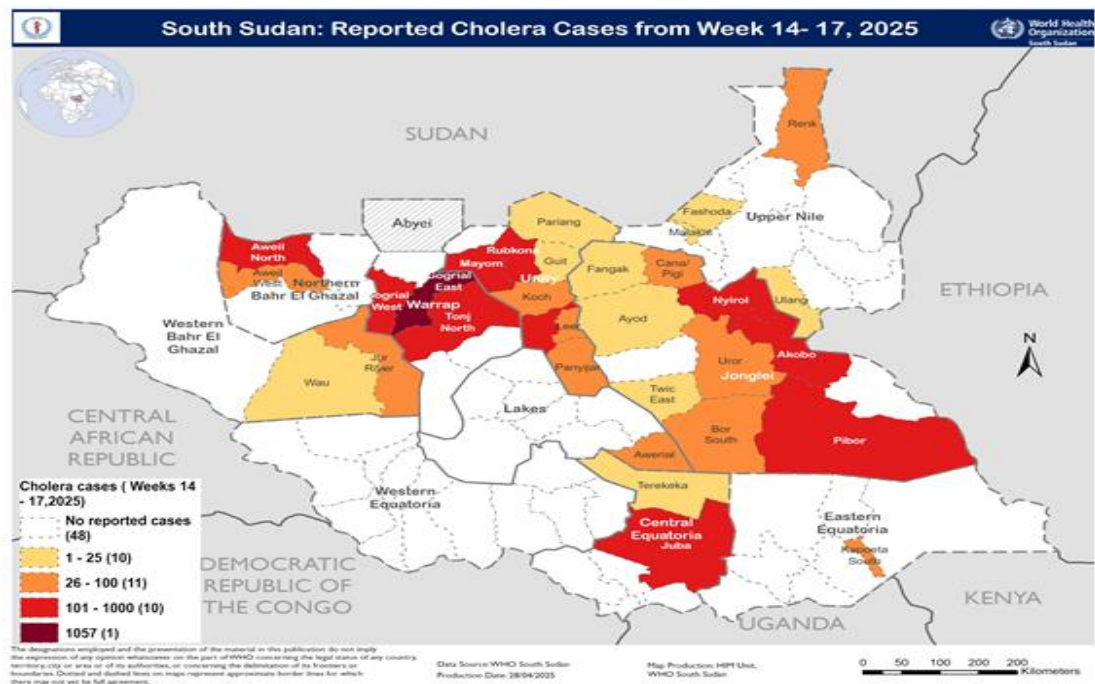 South Sudan: Reported Cholera Cases from Week 14- 17, 2025
World Health
Organization
South Sudan
SUDAN
Renk
Abyei
Pariang
Fashoda
Malakal
Upper Nile
Aweil
North
Rubkona
Mayom
Guit
Unity
Fangak
Canal/
Pigi
Aweil
West
Northern
Bahr El Ghazal
Gogrial
East
Gogrial
West
Warrap
Tonj
North
Koch
Nyirol
Ulang
ETHIOPIA
Western
Bahr El
Ghazal
Ayod
Leer
Akobo
N
Jur
River
Wau
Panyijar
Uror
Jonglei
Twic
East
Lakes
CENTRAL
AFRICAN
REPUBLIC
Bor
South
Pibor
Awerial
Terekeka
Western
Equatoria
Central
Equatoria
Juba
Eastern
Equatoria
Kapoeta
South
Cholera cases ( Weeks 14
- 17,2025)
No reported cases
(48)
1 - 25 (10)
26 - 100 (11)
101 - 1000 (10)
1057 (1)
DEMOCRATIC
REPUBLIC OF
THE CONGO
KENYA
UGANDA
The designations employed and the presentation of the material in this publication do not imply
the expression of any opinion whatsoever on the part of WHO concerning the legal status of any country,
territory, city or area or of its authorities, or concerning the delimitation of its frontiers or
boundaries. Dotted and dashed lines on maps represent approximate border lines for which
there may not yet be full agreement.
Data Source:WHO South Sudan
Production Date: 28/04/2025
Map Production: HIM Unit,
WHO South Sudan
0 50 100 150 200
Kilometers